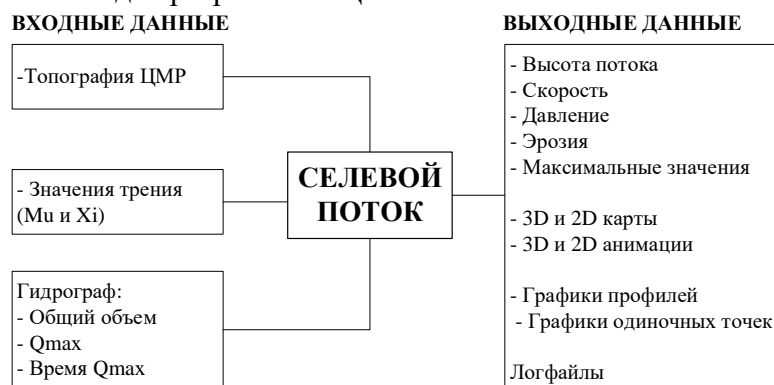 ВХОДНЫЕ ДАННЫЕ
-Топография ЦМР
- Значения трения
(Mu и Xi)
Гидрограф:
- Общий объем
- Qmax
- Время Qmax
СЕЛЕВОЙ
ПОТОК
ВЫХОДНЫЕ ДАННЫЕ
- Высота потока
- Скорость
- Давление
- Эрозия
- Максимальные значения
- 3D и 2D карты
- 3D и 2D анимации
- Графики профилей
- Графики одиночных точек
Логфайлы